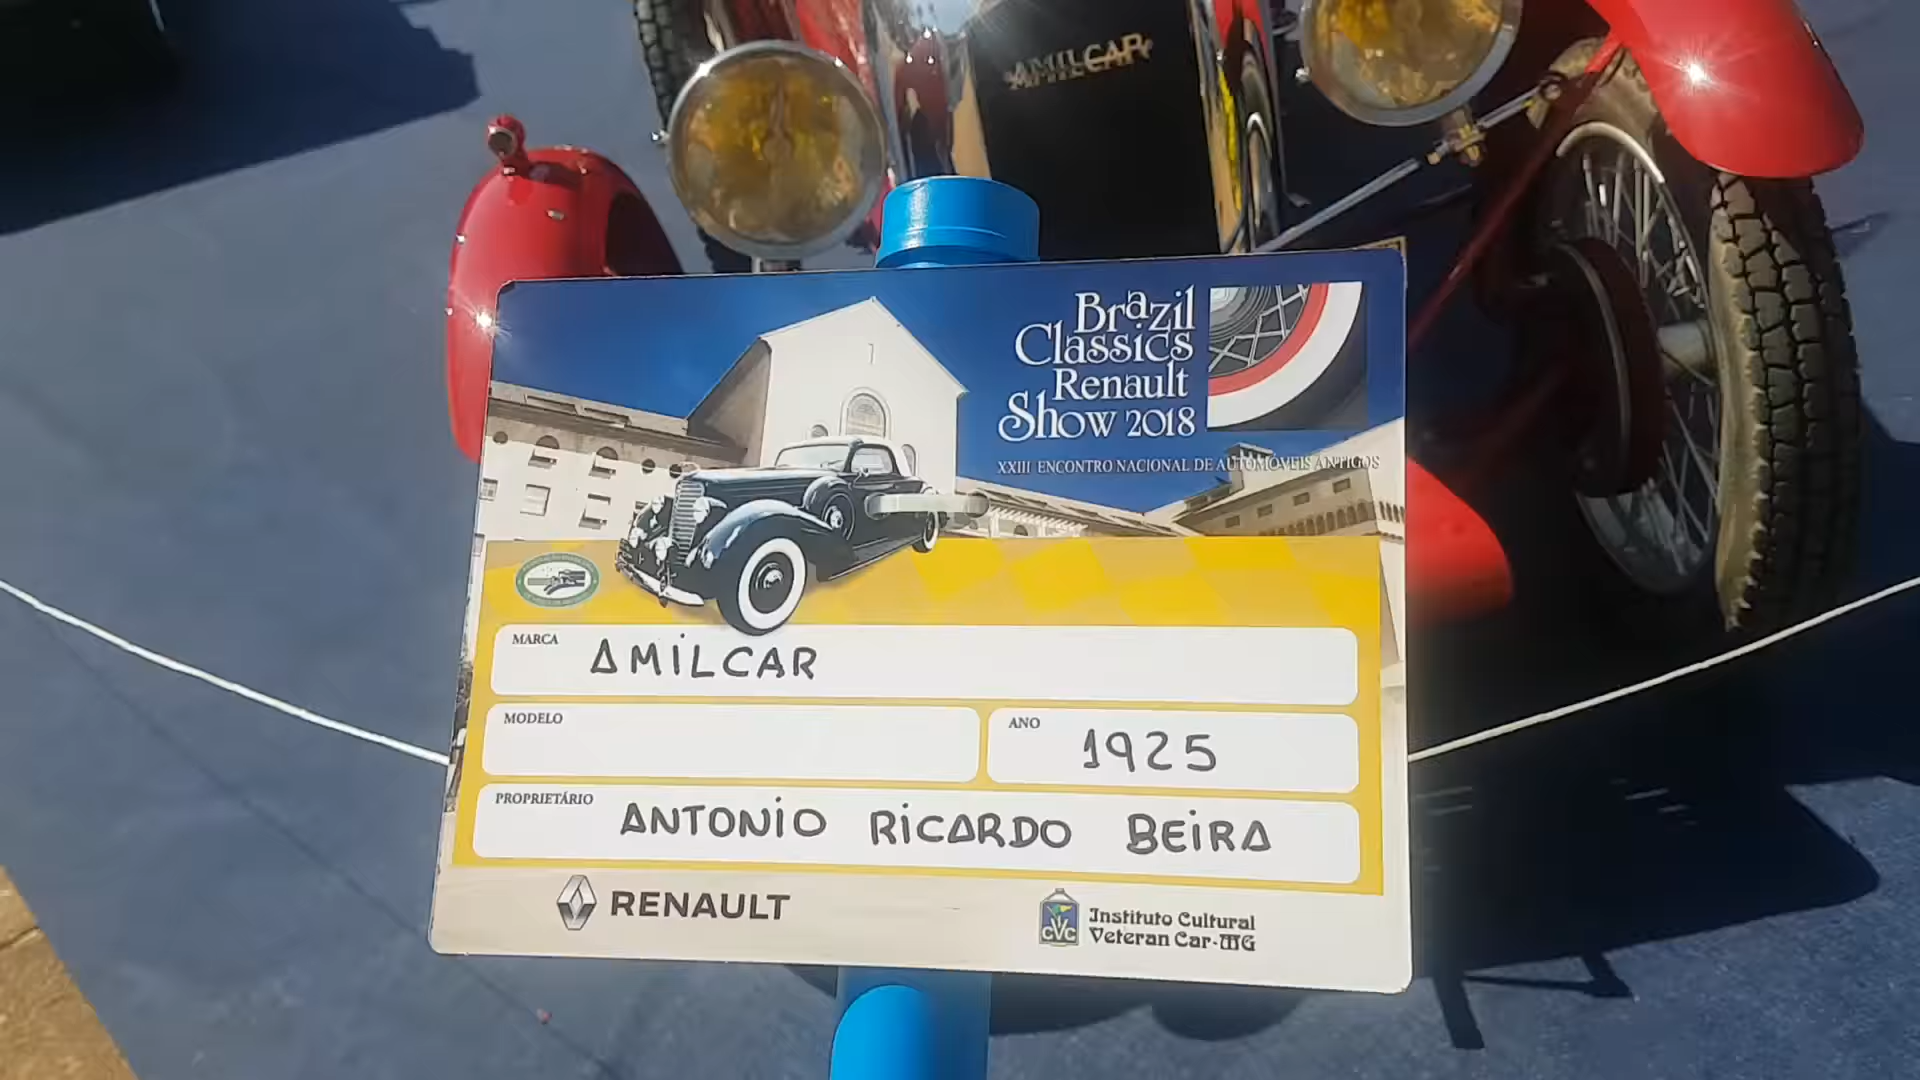 AMILCAR
Brazil
Classics
Renault
Show 2018
XXIII ENCONTRO NACIONAL DE AUTOMÓVEIS ANTIGOS
MARCA AMILCAR
MODELO
ANO 1925
PROPRIETÁRIO ANTONIO RICARDO BEIRA
RENAULT
CVC
Instituto Cultural
Veteran Car-MG